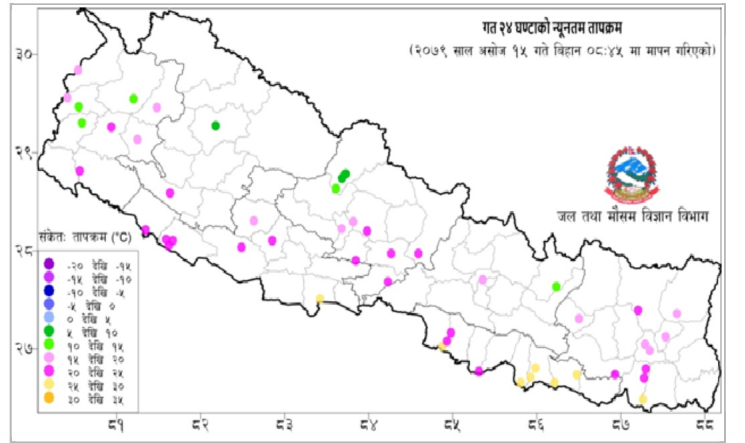 गत २४ घण्टाको न्यूनतम तापक्रम
(२०७९ साल असोज १५ गते बिहान ०८:४५ मा मापन गरिएको)
३०
२९
२८
२७
जल तथा मौसम विज्ञान विभाग
संकेतः तापक्रम (°C)
-२० देखि -१५
-१५ देखि -१०
-१० देखि -५
-५ देखि ०
० देखि ५
५ देखि १०
१० देखि १५
१५ देखि २०
२० देखि २५
२५ देखि ३०
३० देखि ३५
८१ ८२ ८३ ८४ ८५ ८६ ८७ ८८